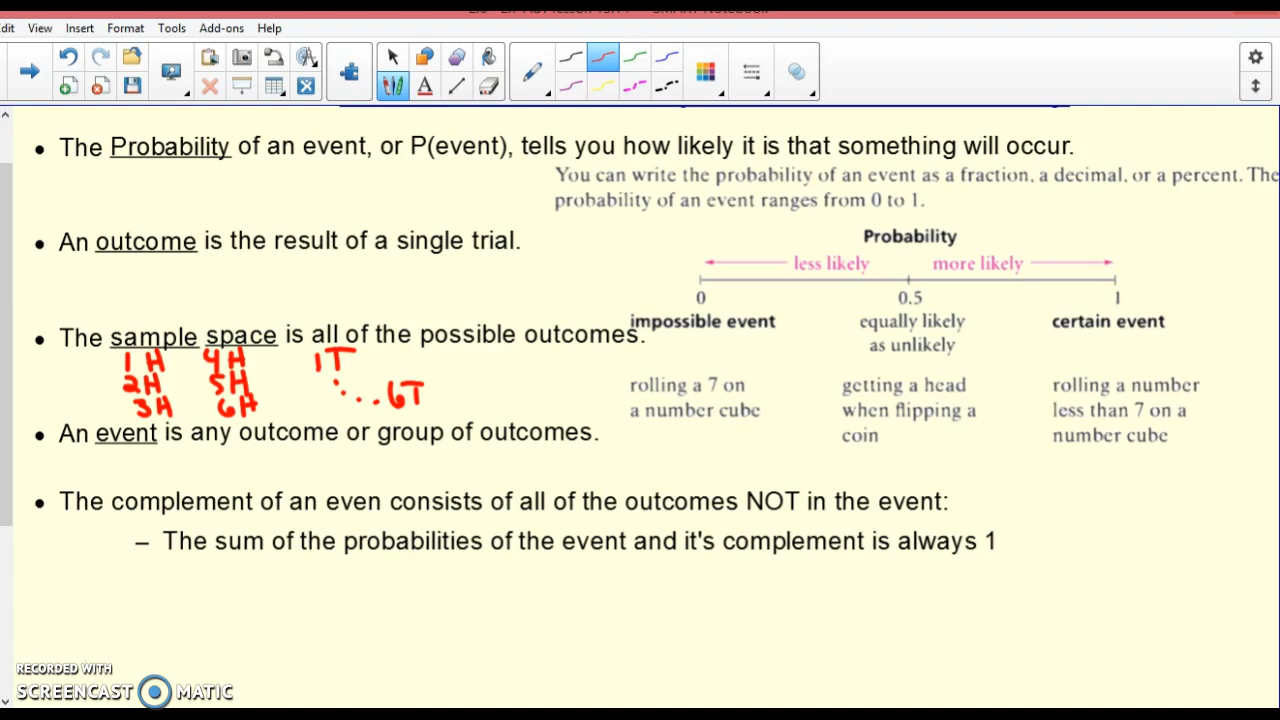 Edit View Insert Format Tools Add-ons Help
A
• The Probability of an event, or P(event), tells you how likely it is that something will occur.
You can write the probability of an event as a fraction, a decimal, or a percent. The
probability of an event ranges from 0 to 1.
• An outcome is the result of a single trial.
Probability
less likely more likely
0 0.5 1
impossible event equally likely certain event
as unlikely
• The sample space is all of the possible outcomes.
1H 4H 1T
2H 5H
3H 6H ... 6T
rolling a 7 on getting a head rolling a number
a number cube when flipping a less than 7 on a
coin number cube
• An event is any outcome or group of outcomes.
• The complement of an even consists of all of the outcomes NOT in the event:
– The sum of the probabilities of the event and it's complement is always 1
RECORDED WITH
SCREENCAST MATIC